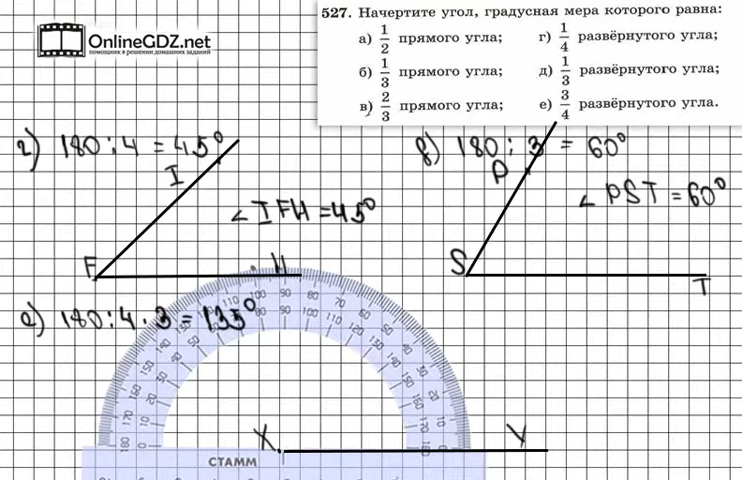 OnlineGDZ.net
помощник в решении домашних заданий
527. Начертите угол, градусная мера которого равна:
а) 1/2 прямого угла; г) 1/4 развёрнутого угла;
б) 1/3 прямого угла; д) 1/3 развёрнутого угла;
в) 2/3 прямого угла; е) 3/4 развёрнутого угла.
г) 180 : 4 = 45°
I
∠ IFH = 45°
F
H
д) 180 : 3 = 60°
P
∠ PST = 60°
S
T
е) 180 : 4 · 3 = 135°
X
Y
СТАММ